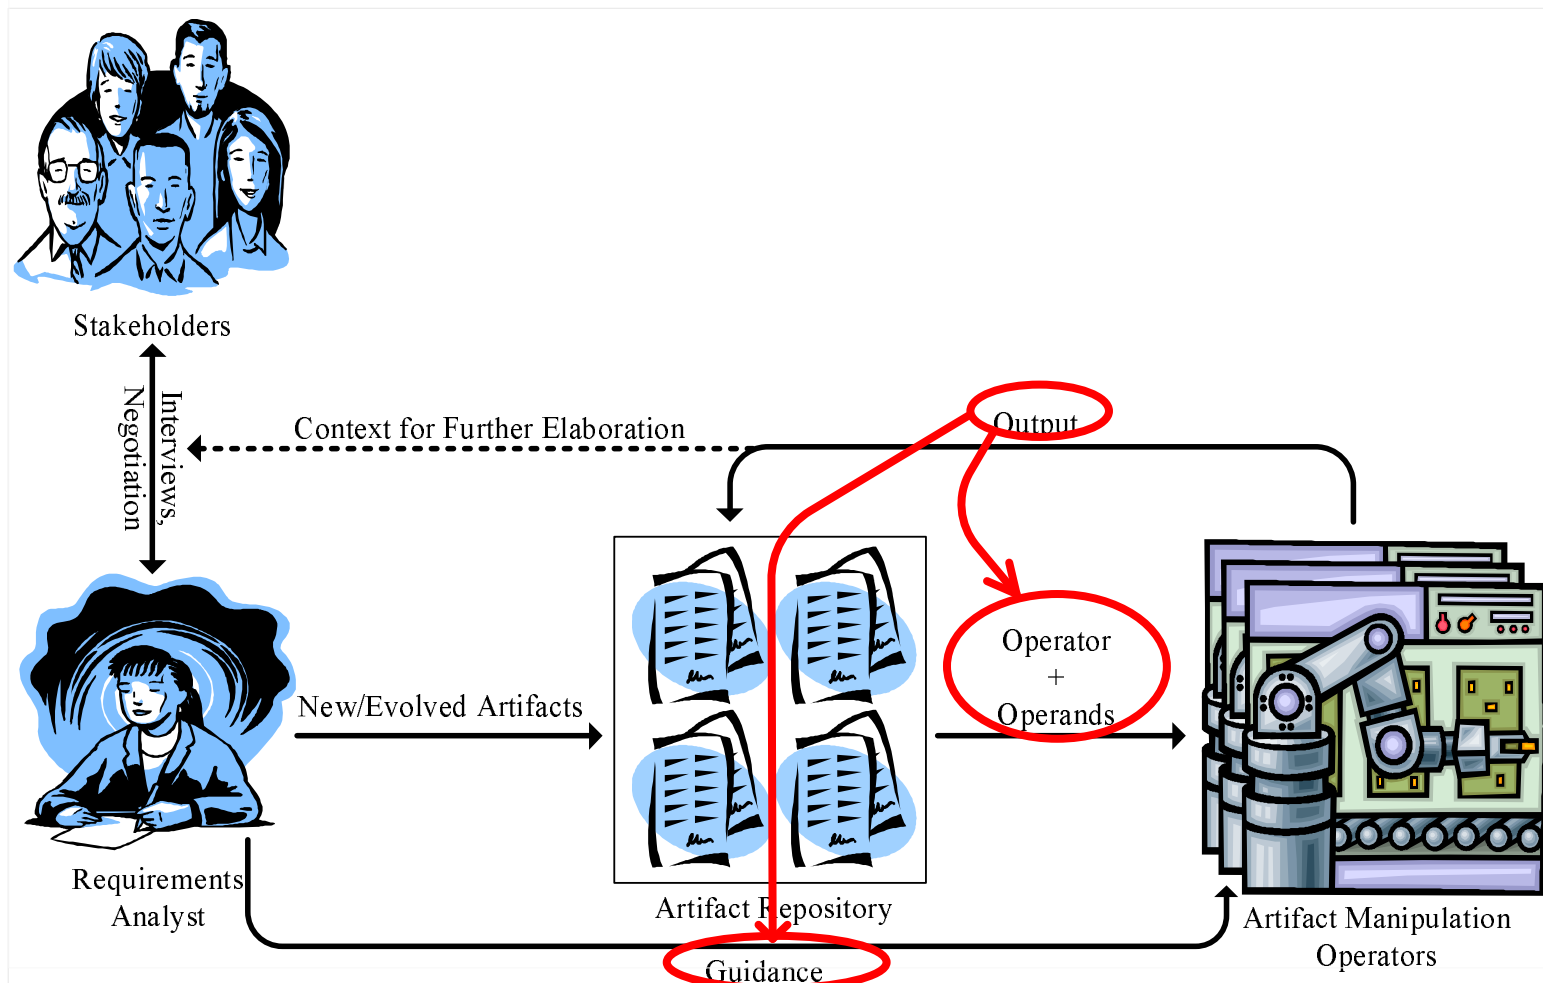 Stakeholders
Interviews,
Negotiation
Context for Further Elaboration
Output
Operator
+
Operands
New/Evolved Artifacts
Requirements
Analyst
Artifact Repository
Guidance
Artifact Manipulation
Operators